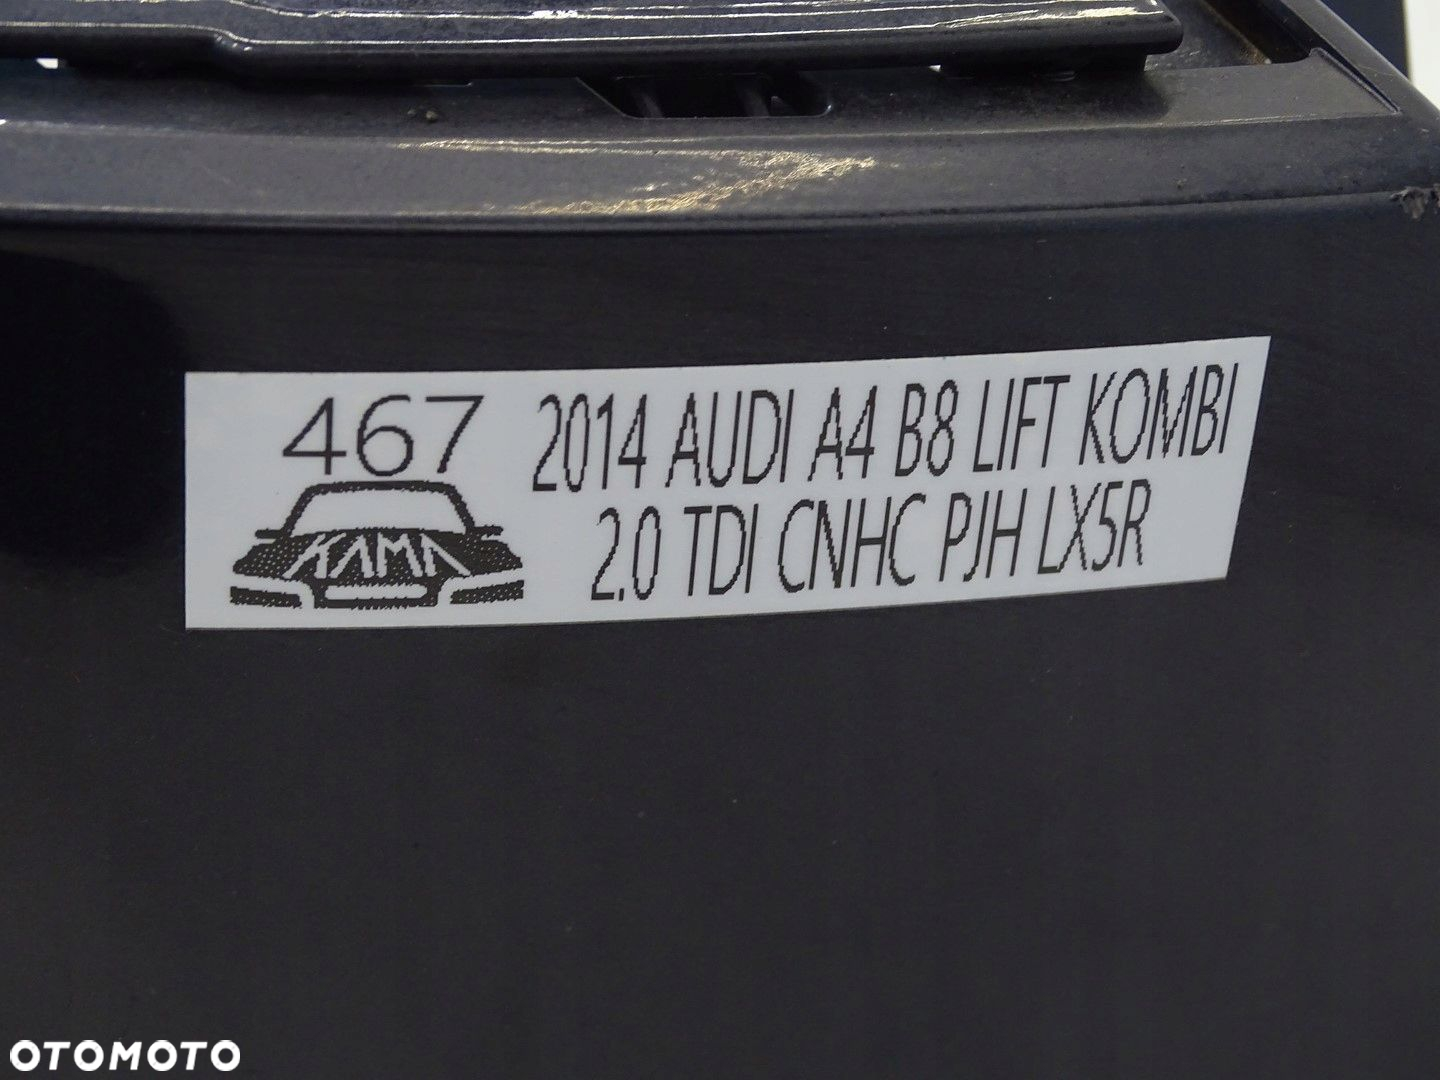 467
KAMA
2014 AUDI A4 B8 LIFT KOMBI
2.0 TDI CNHC PJH LX5R
OTOMOTO